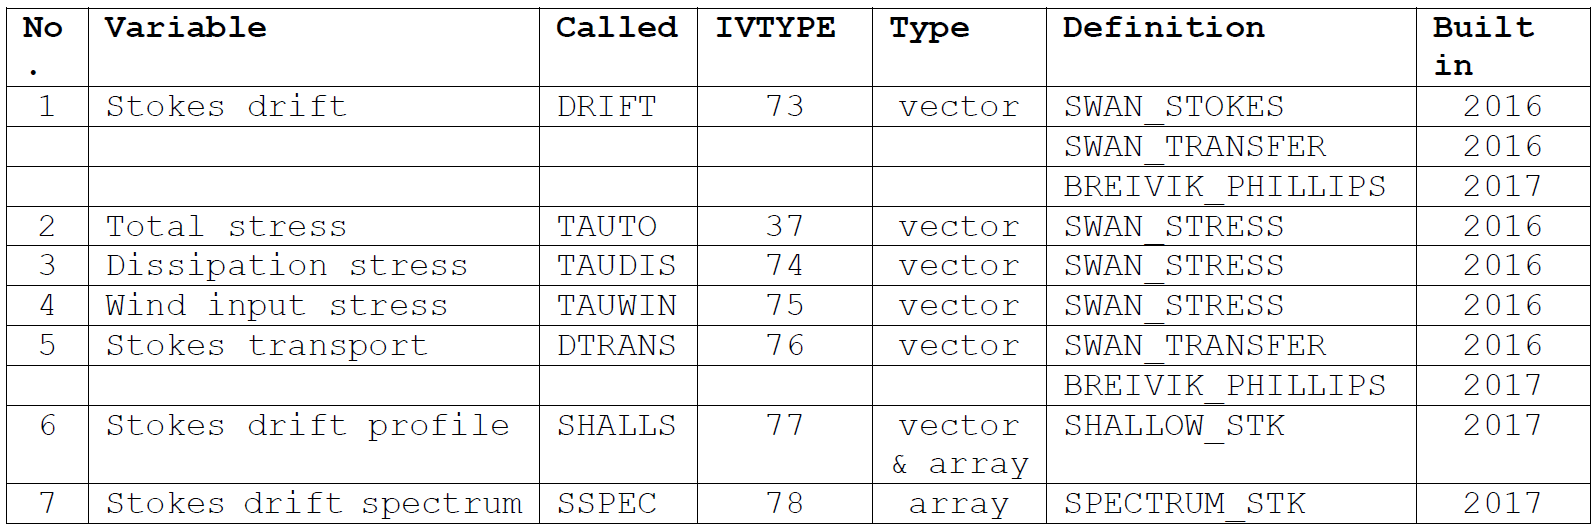 No Variable Called IVTYPE Type Definition Built
. in
1 Stokes drift DRIFT 73 vector SWAN_STOKES 2016
SWAN_TRANSFER 2016
BREIVIK_PHILLIPS 2017
2 Total stress TAUTO 37 vector SWAN_STRESS 2016
3 Dissipation stress TAUDIS 74 vector SWAN_STRESS 2016
4 Wind input stress TAUWIN 75 vector SWAN_STRESS 2016
5 Stokes transport DTRANS 76 vector SWAN_TRANSFER 2016
BREIVIK_PHILLIPS 2017
6 Stokes drift profile SHALLS 77 vector SHALLOW_STK 2017
& array
7 Stokes drift spectrum SSPEC 78 array SPECTRUM_STK 2017